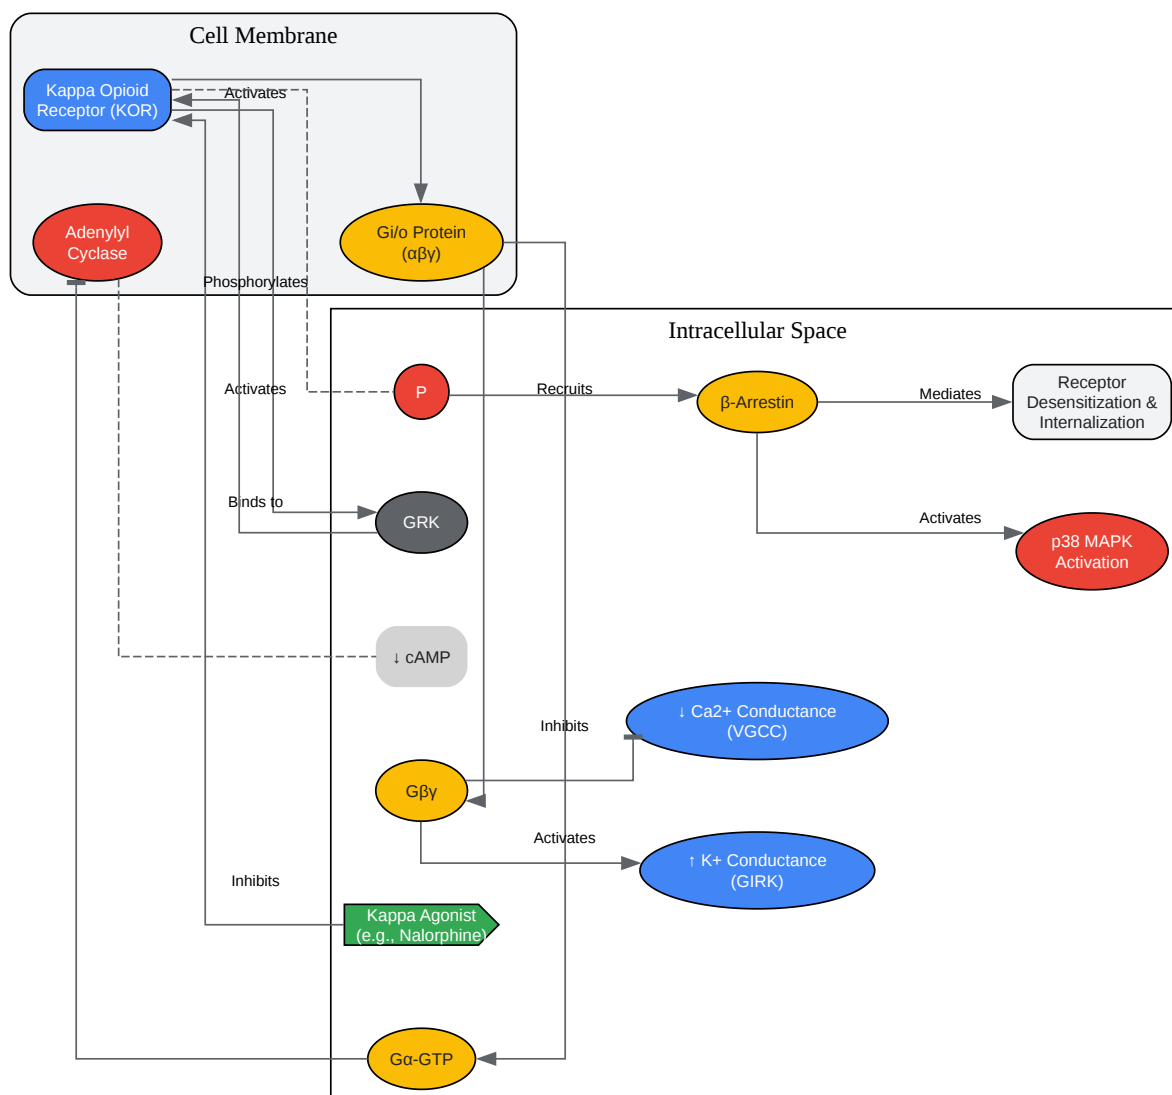 Cell Membrane
Kappa Opioid
Receptor (KOR)
Activates
Adenylyl
Cyclase
Gi/o Protein
(αβγ)
Phosphorylates
Intracellular Space
Activates
P
Recruits
β-Arrestin
Mediates
Receptor
Desensitization &
Internalization
Binds to
GRK
Activates
p38 MAPK
Activation
↓ cAMP
Inhibits
↓ Ca2+ Conductance
(VGCC)
Gβγ
Activates
↑ K+ Conductance
(GIRK)
Inhibits
Kappa Agonist
(e.g., Nalorphine)
Gα-GTP